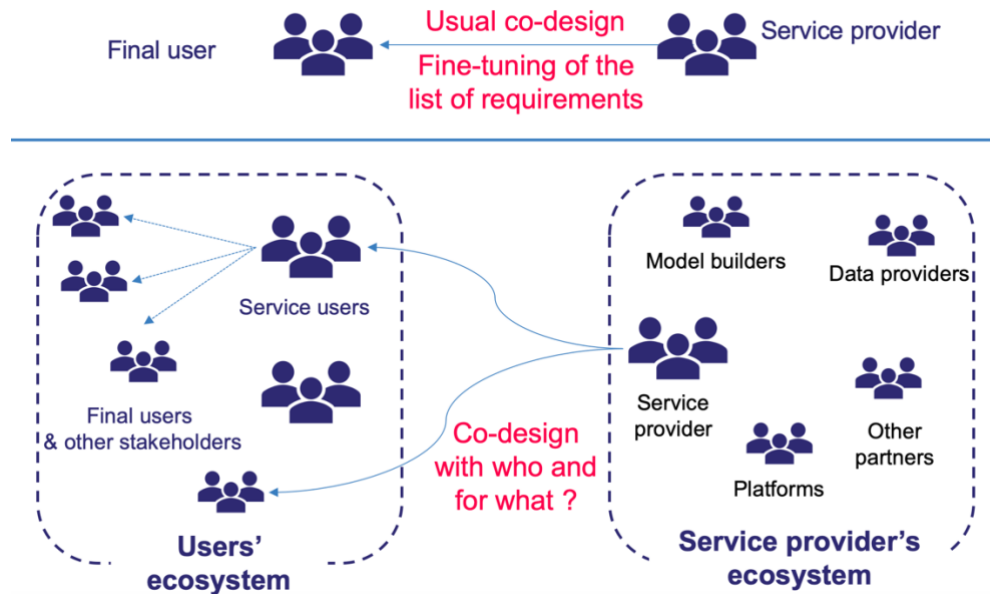 Final user
Usual co-design
Service provider
Fine-tuning of the
list of requirements
Service users
Final users
& other stakeholders
Users’
ecosystem
Co-design
with who and
for what ?
Model builders
Data providers
Service
provider
Platforms
Other
partners
Service provider’s
ecosystem